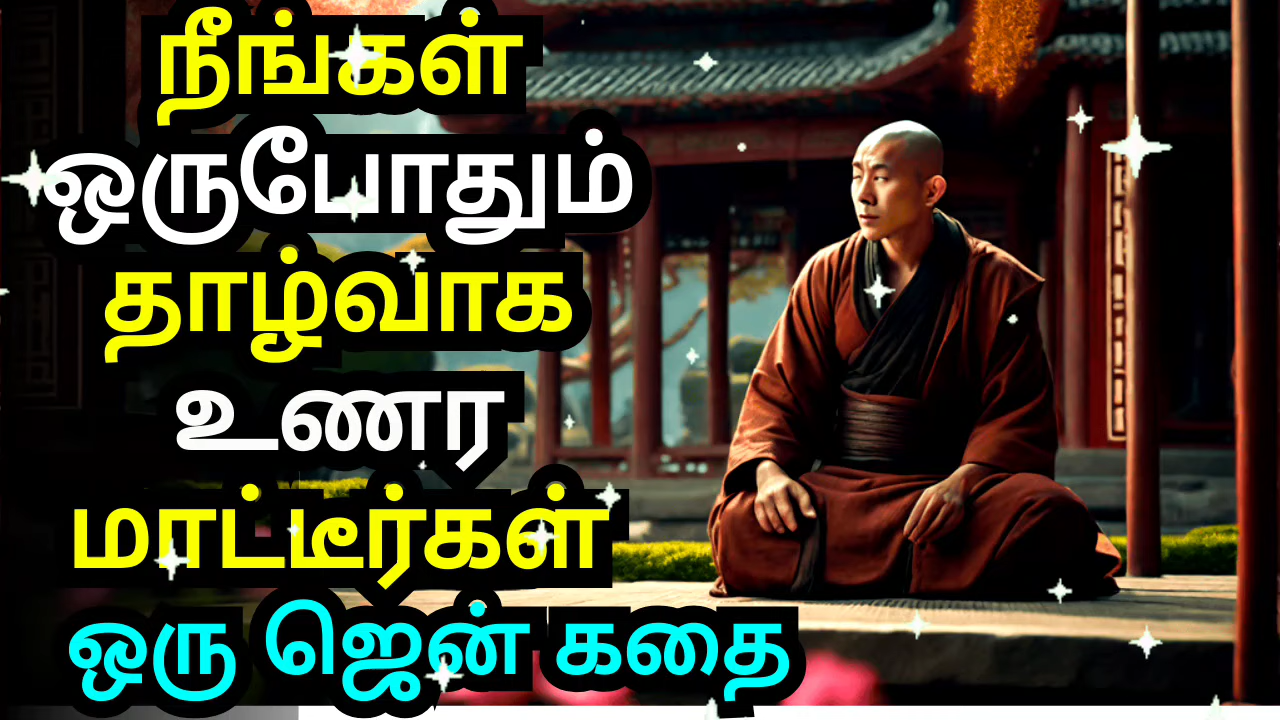 நீங்கள்
ஒருபோதும்
தாழ்வாக
உணர
மாட்டீர்கள்
ஒரு ஜென் கதை